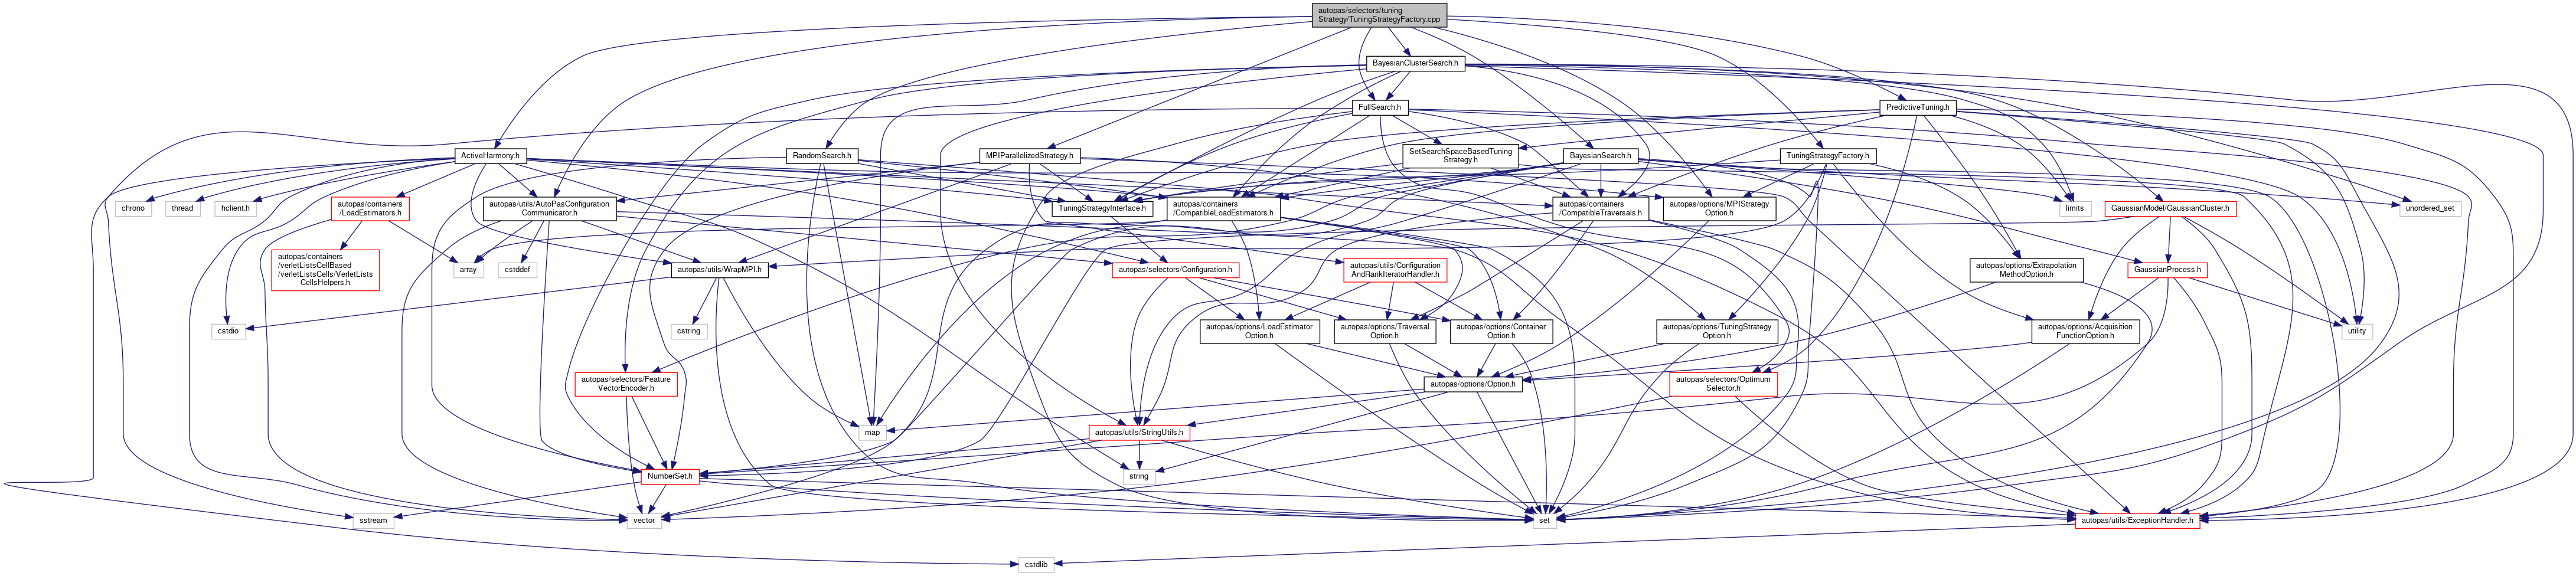 autopas/selectors/tuning
Strategy/TuningStrategyFactory.cpp
BayesianClusterSearch.h
FullSearch.h
PredictiveTuning.h
ActiveHarmony.h
RandomSearch.h
MPIParallelizedStrategy.h
SetSearchSpaceBasedTuning
Strategy.h
BayesianSearch.h
TuningStrategyFactory.h
chrono
thread
hclient.h
autopas/containers
/LoadEstimators.h
autopas/utils/AutoPasConfiguration
Communicator.h
TuningStrategyInterface.h
autopas/containers
/CompatibleLoadEstimators.h
autopas/containers
/CompatibleTraversals.h
autopas/options/MPIStrategy
Option.h
limits
GaussianModel/GaussianCluster.h
unordered_set
autopas/containers
/verletListsCellBased
/verletListsCells/VerletLists
CellsHelpers.h
array
cstddef
autopas/utils/WrapMPI.h
autopas/selectors/Configuration.h
autopas/utils/Configuration
AndRankIteratorHandler.h
autopas/options/Extrapolation
MethodOption.h
GaussianProcess.h
cstdio
cstring
autopas/options/LoadEstimator
Option.h
autopas/options/Traversal
Option.h
autopas/options/Container
Option.h
autopas/options/TuningStrategy
Option.h
autopas/options/Acquisition
FunctionOption.h
utility
autopas/selectors/Feature
VectorEncoder.h
autopas/options/Option.h
autopas/selectors/Optimum
Selector.h
map
autopas/utils/StringUtils.h
NumberSet.h
string
sstream
vector
set
autopas/utils/ExceptionHandler.h
cstdlib